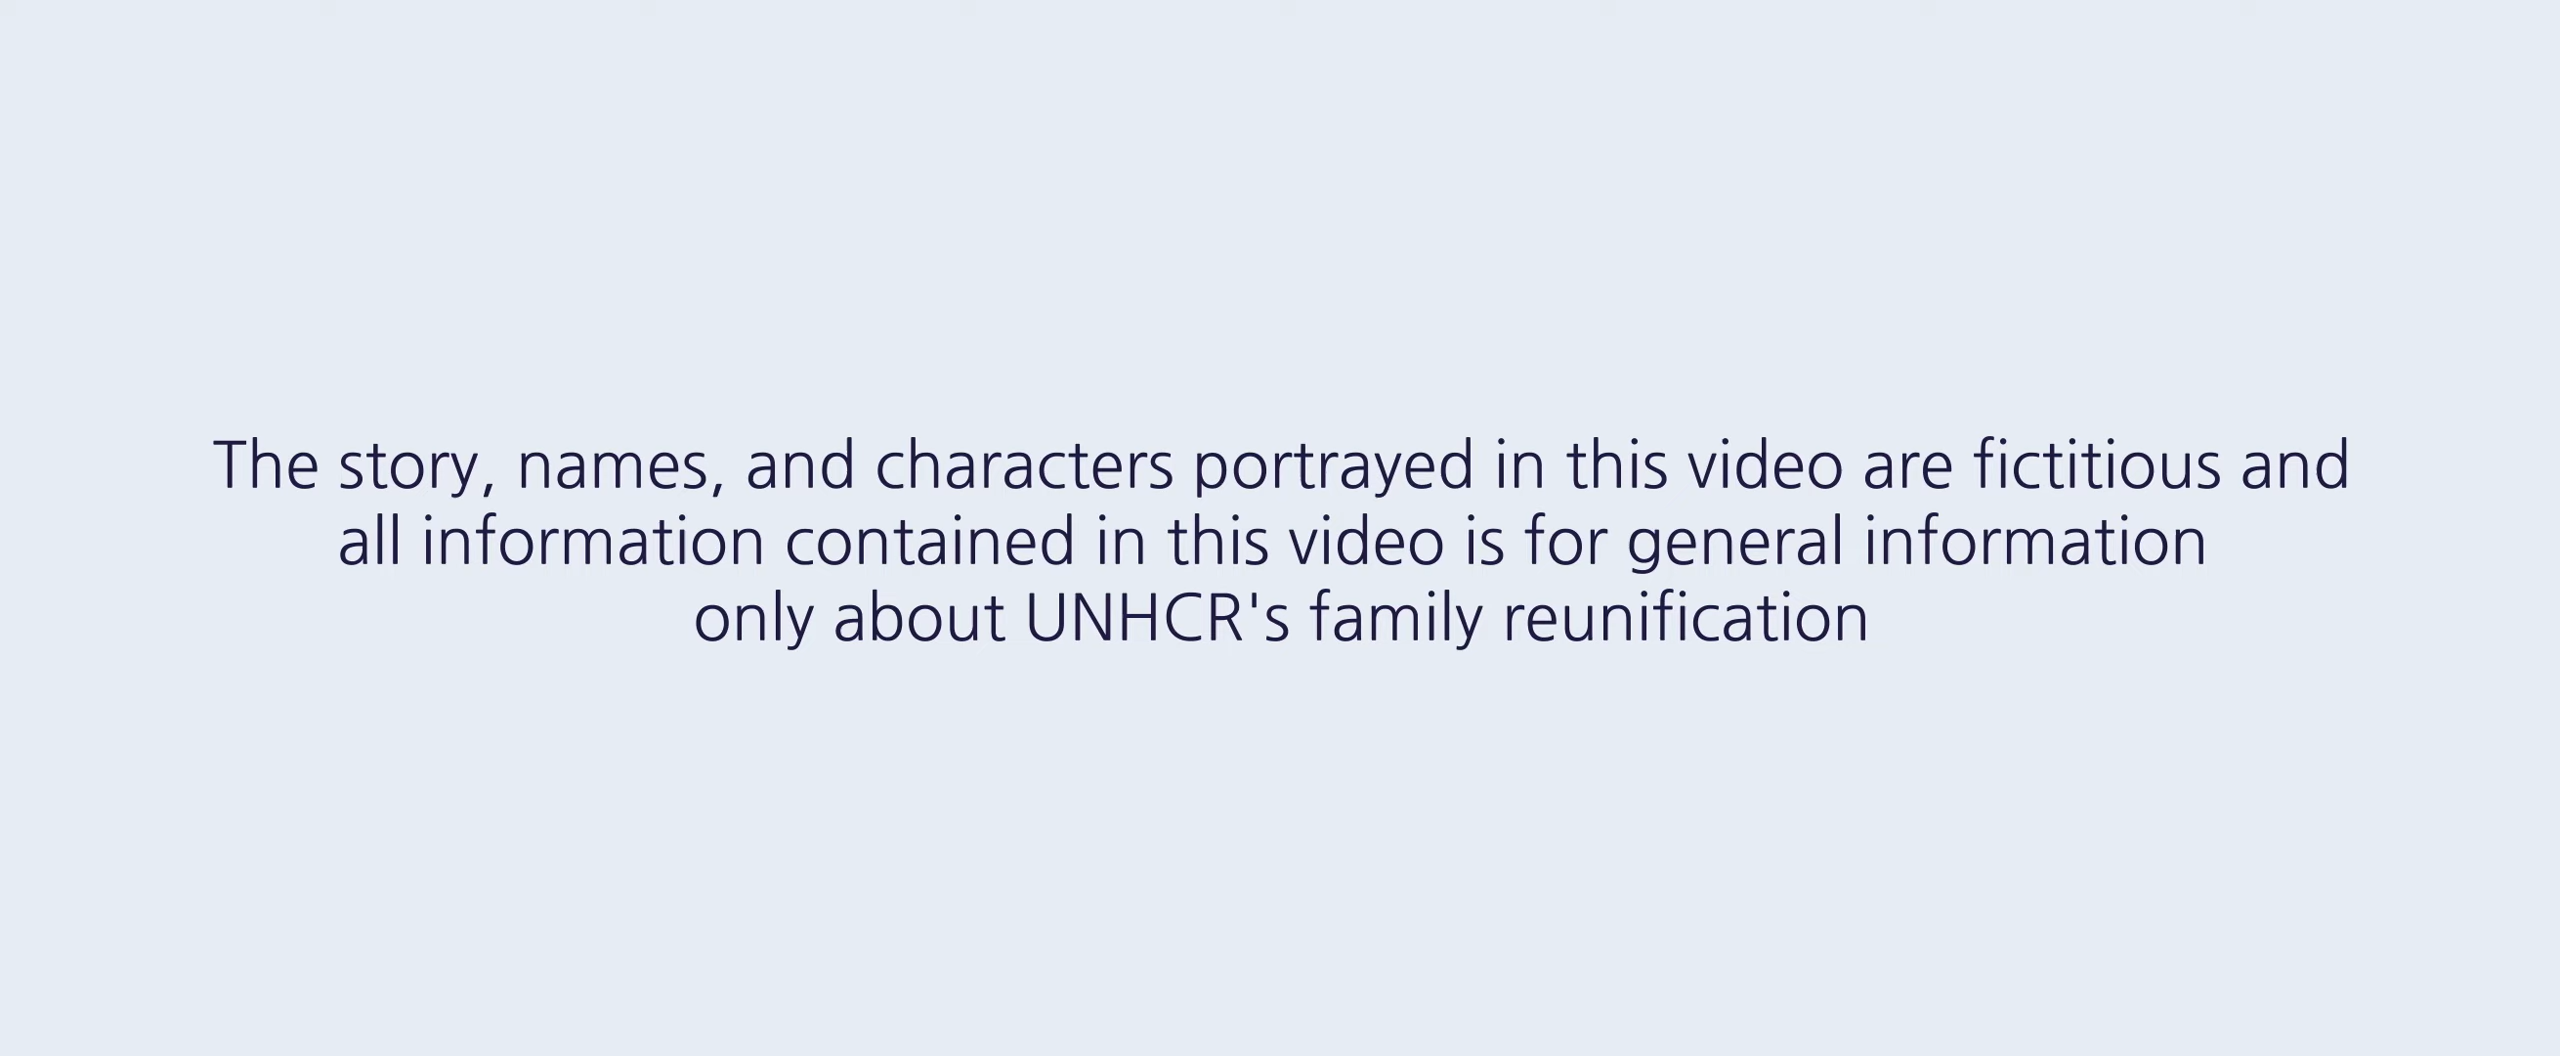 The story, names, and characters portrayed in this video are fictitious and
all information contained in this video is for general information
only about UNHCR's family reunification